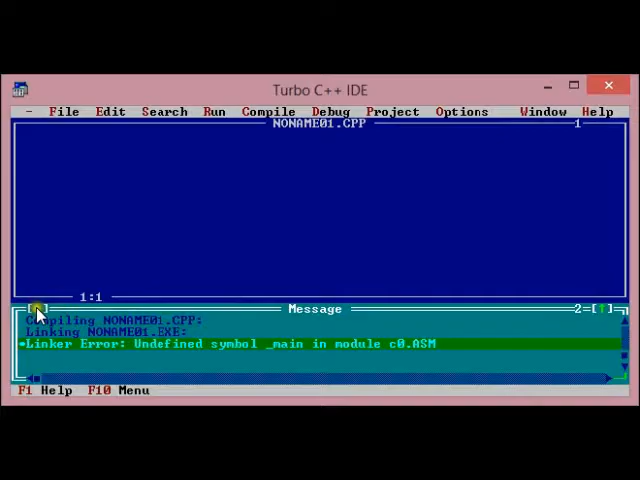 Turbo C++ IDE
- File Edit Search Run Compile Debug Project Options Window Help
NONAME01.CPP 1
1:1
Message 2=[↑]
Compiling NONAME01.CPP:
Linking NONAME01.EXE:
•Linker Error: Undefined symbol _main in module c0.ASM
F1 Help F10 Menu